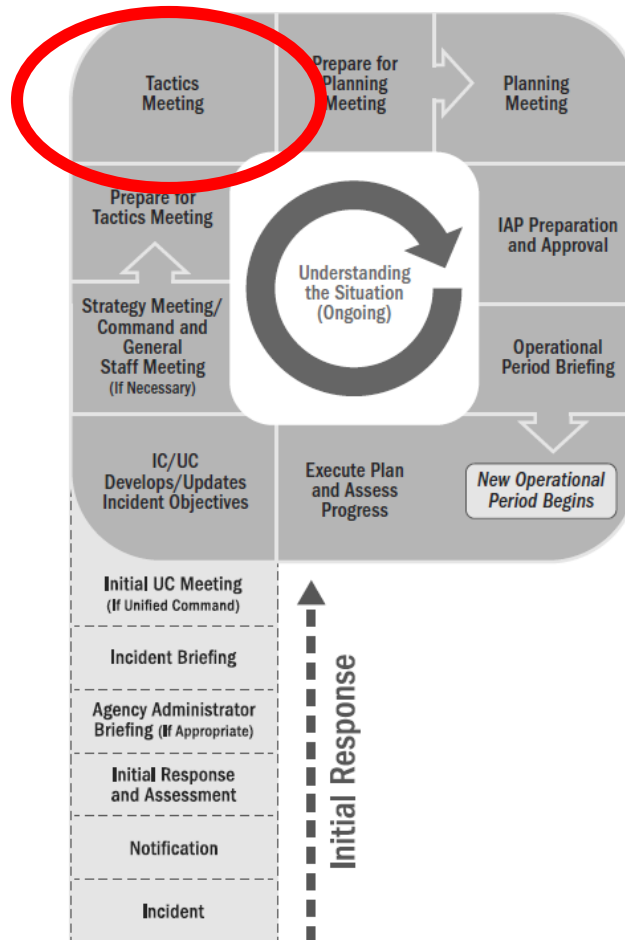 Tactics
Meeting
Prepare for
Planning
Meeting
Planning
Meeting
Prepare for
Tactics Meeting
IAP Preparation
and Approval
Understanding
the Situation
(Ongoing)
Strategy Meeting/
Command and
General
Staff Meeting
(If Necessary)
Operational
Period Briefing
IC/UC
Develops/Updates
Incident Objectives
Execute Plan
and Assess
Progress
New Operational
Period Begins
Initial UC Meeting
(If Unified Command)
Incident Briefing
Agency Administrator
Briefing (If Appropriate)
Initial Response
and Assessment
Notification
Incident
Initial Response